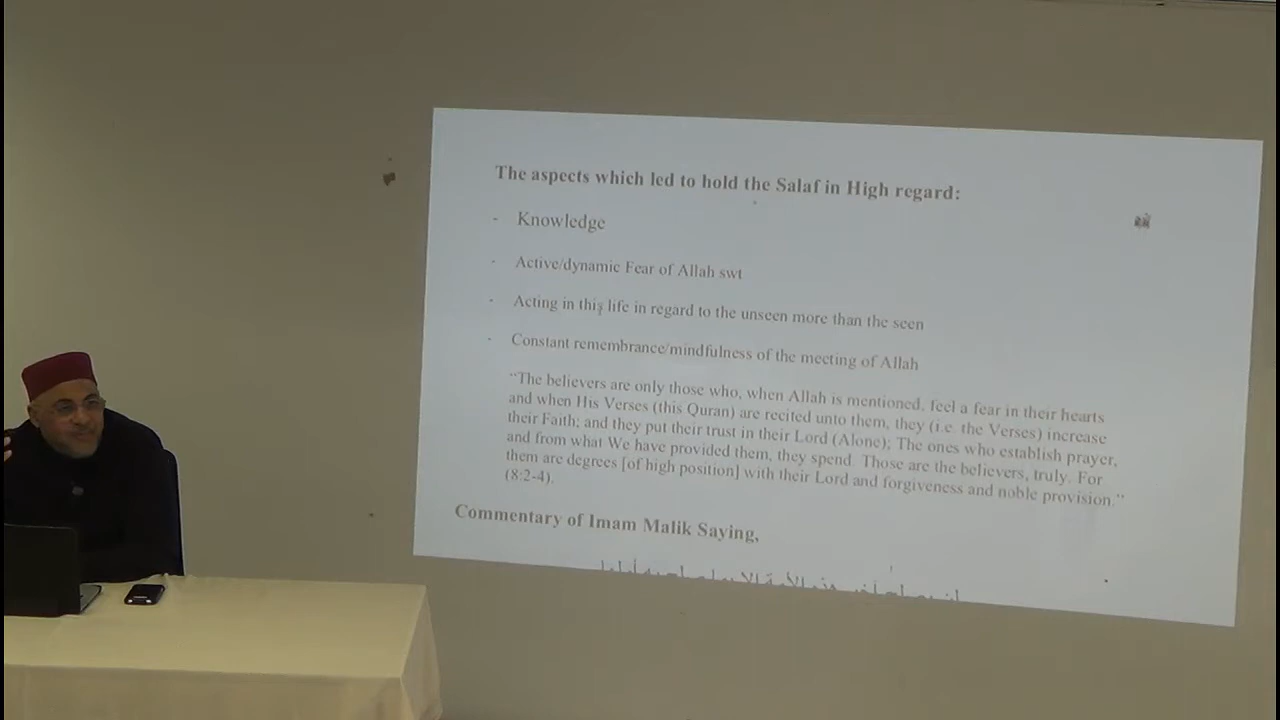 The aspects which led to hold the Salaf in High regard:
- Knowledge
- Active/dynamic Fear of Allah swt
- Acting in this life in regard to the unseen more than the seen
- Constant remembrance/mindfulness of the meeting of Allah
“The believers are only those who, when Allah is mentioned, feel a fear in their hearts
and when His Verses (this Quran) are recited unto them, they (i.e. the Verses) increase
their Faith; and they put their trust in their Lord (Alone); The ones who establish prayer,
and from what We have provided them, they spend. Those are the believers, truly. For
them are degrees [of high position] with their Lord and forgiveness and noble provision.”
(8:2-4).
Commentary of Imam Malik Saying,